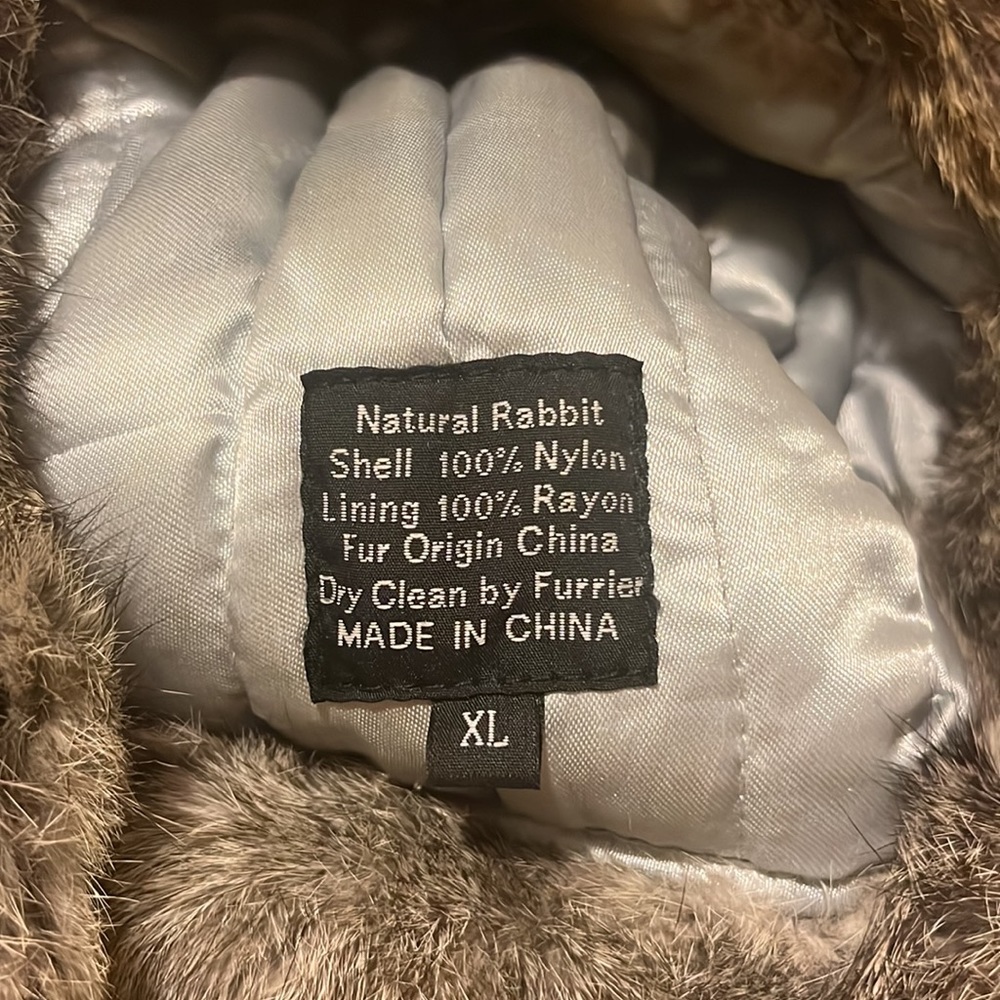 Natural Rabbit
Shell 100% Nylon
Lining 100% Rayon
Fur Origin China
Dry Clean by Furrier
MADE IN CHINA
XL